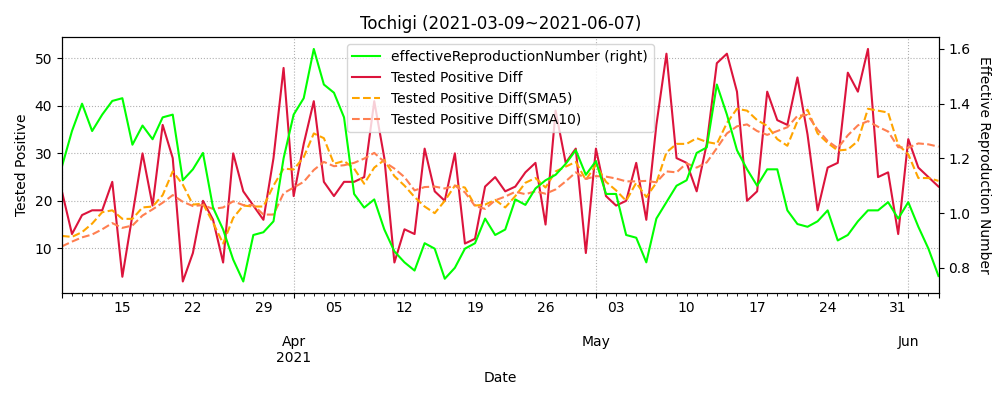 Tochigi (2021-03-09~2021-06-07)
effectiveReproductionNumber (right)
Tested Positive Diff
Tested Positive Diff(SMA5)
Tested Positive Diff(SMA10)
Tested Positive
50
40
30
20
10
1.6
1.4
1.2
1.0
0.8
Effective Reproduction Number
15 22 29 05 12 19 26 03 10 17 24 31
Apr May Jun
2021
Date